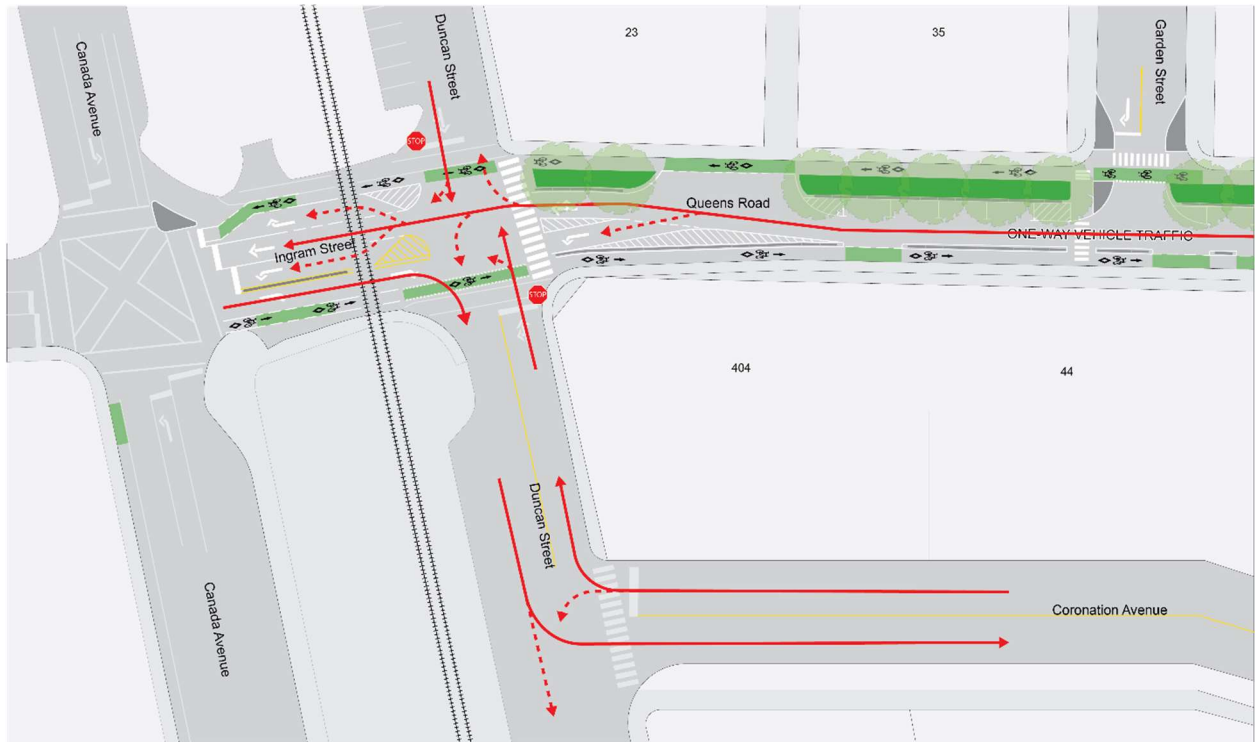 23
35
Canada Avenue
Duncan Street
Garden Street
STOP
Queens Road
ONE-WAY VEHICLE TRAFFIC
Ingram Street
STOP
404
44
Duncan Street
Canada Avenue
Coronation Avenue